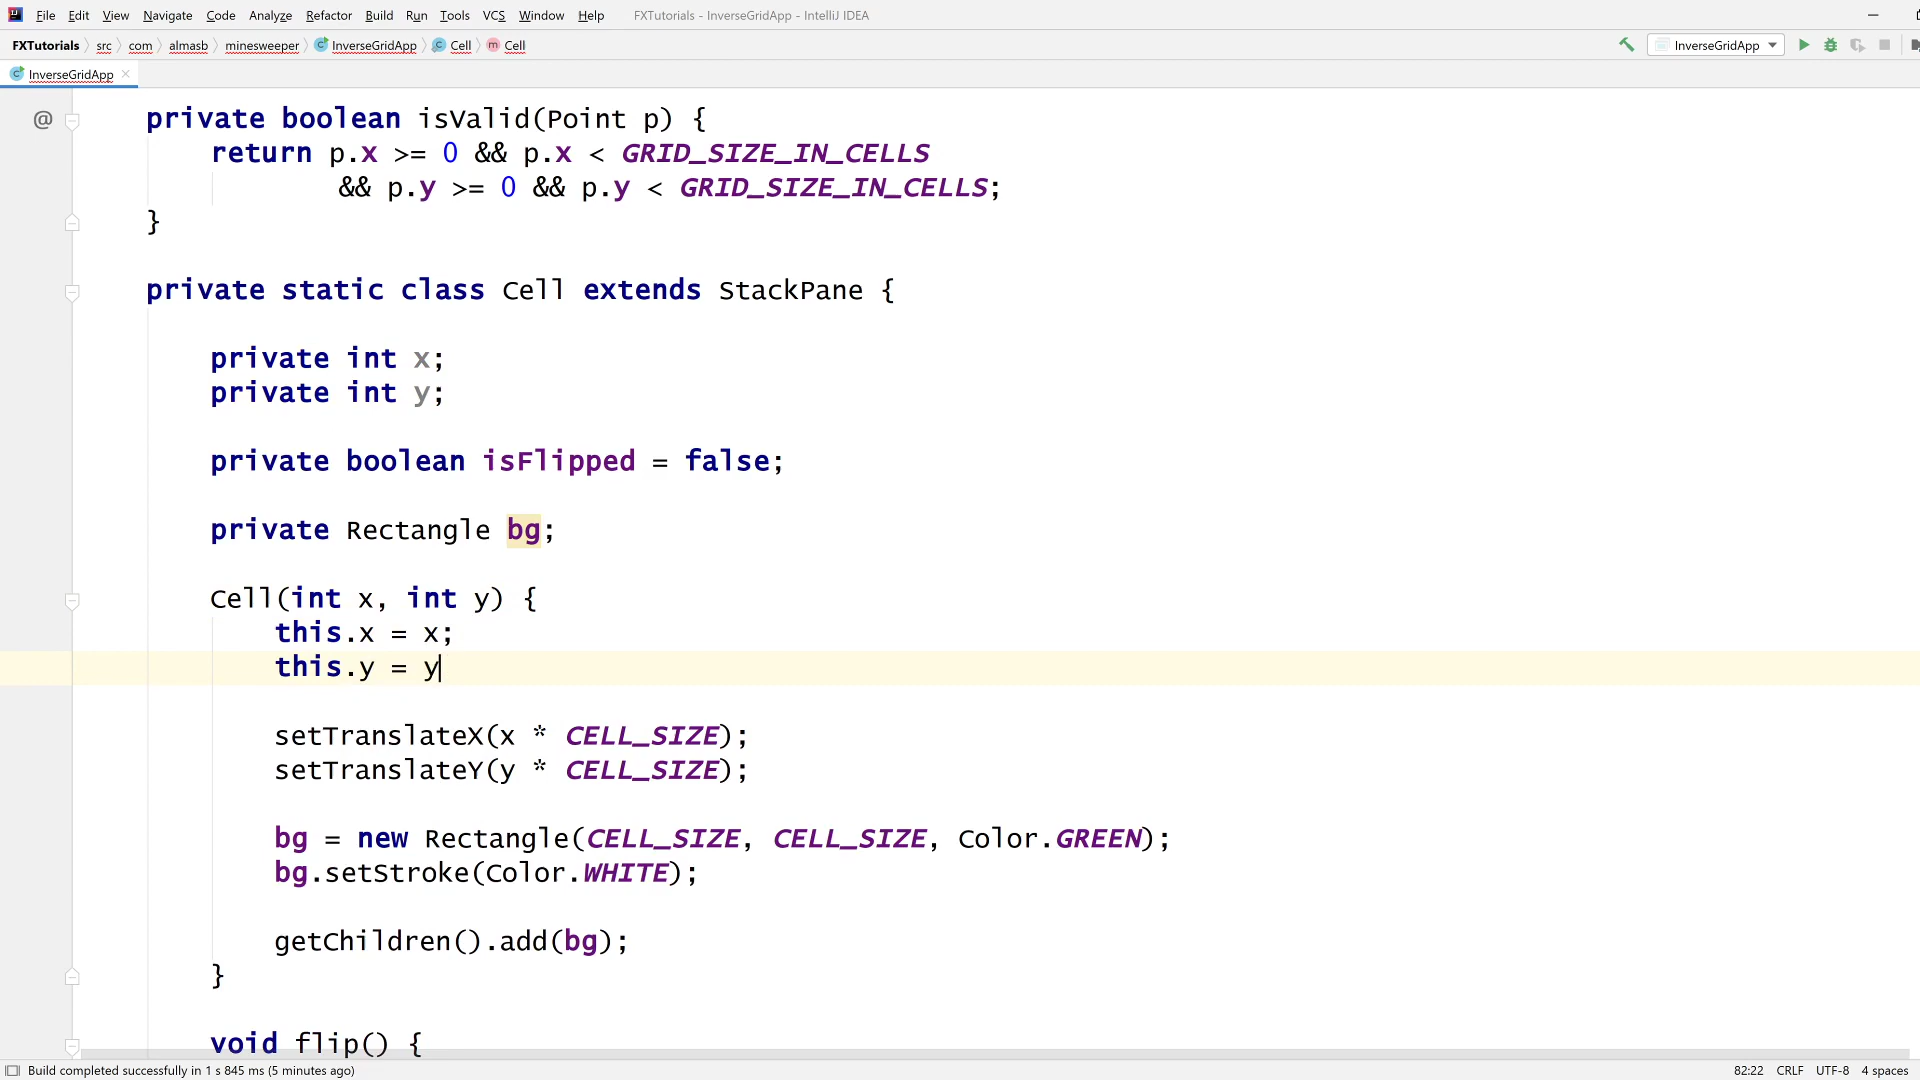 File Edit View Navigate Code Analyze Refactor Build Run Tools VCS Window Help FXTutorials - InverseGridApp - IntelliJ IDEA
FXTutorials src com almasb minesweeper InverseGridApp Cell Cell InverseGridApp
InverseGridApp
@ private boolean isValid(Point p) {
return p.x >= 0 && p.x < GRID_SIZE_IN_CELLS
&& p.y >= 0 && p.y < GRID_SIZE_IN_CELLS;
}
private static class Cell extends StackPane {
private int x;
private int y;
private boolean isFlipped = false;
private Rectangle bg;
Cell(int x, int y) {
this.x = x;
this.y = y
setTranslateX(x * CELL_SIZE);
setTranslateY(y * CELL_SIZE);
bg = new Rectangle(CELL_SIZE, CELL_SIZE, Color.GREEN);
bg.setStroke(Color.WHITE);
getChildren().add(bg);
}
void flip() {
Build completed successfully in 1 s 845 ms (5 minutes ago) 82:22 CRLF UTF-8 4 spaces